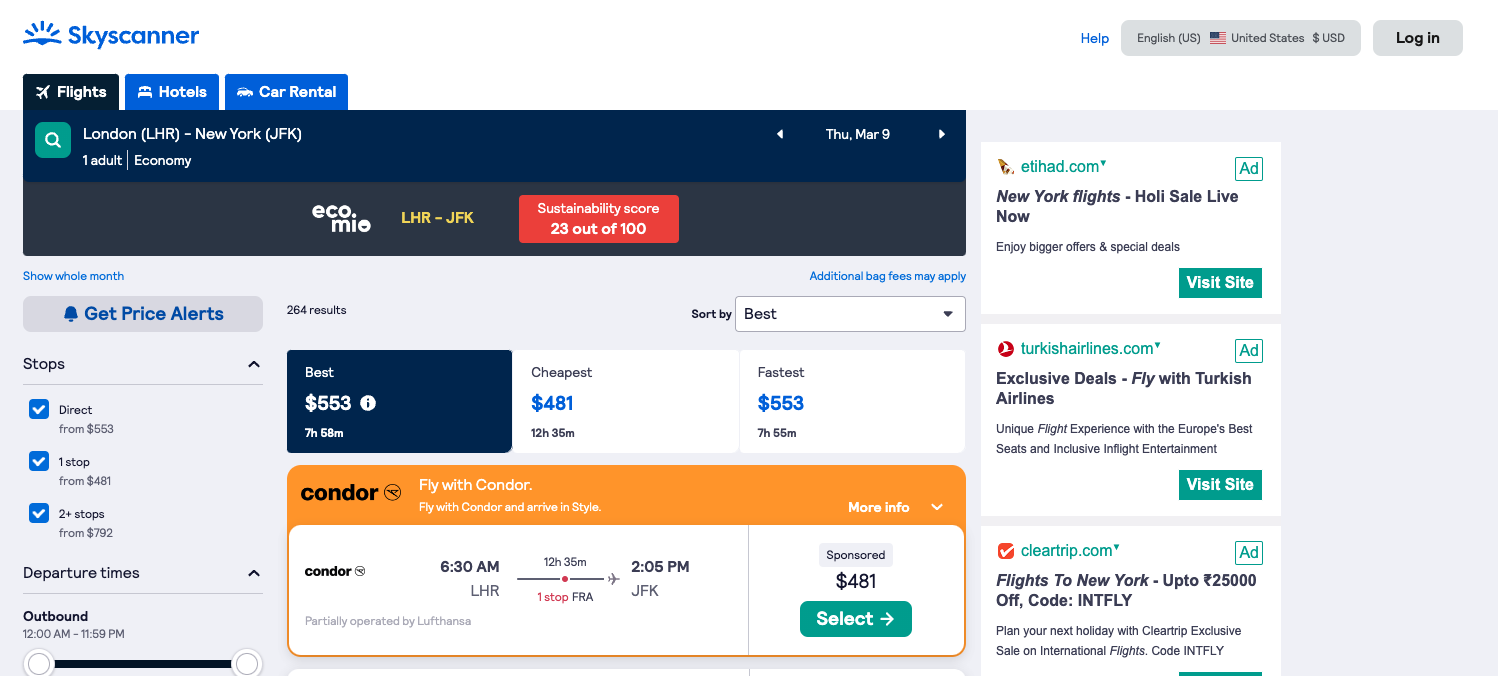 Skyscanner
Help
English (US) United States $ USD
Log in
Flights
Hotels
Car Rental
London (LHR) - New York (JFK)
1 adult | Economy
Thu, Mar 9
eco.
mio
LHR – JFK
Sustainability score
23 out of 100
Show whole month
Additional bag fees may apply
Get Price Alerts
264 results
Sort by
Best
Stops
Direct
from $553
1 stop
from $481
2+ stops
from $792
Departure times
Outbound
12:00 AM - 11:59 PM
Best
$553
7h 58m
Cheapest
$481
12h 35m
Fastest
$553
7h 55m
condor
Fly with Condor.
Fly with Condor and arrive in Style.
More info
condor
6:30 AM
LHR
12h 35m
1 stop FRA
2:05 PM
JFK
Partially operated by Lufthansa
Sponsored
$481
Select →
etihad.com
Ad
New York flights - Holi Sale Live
Now
Enjoy bigger offers & special deals
Visit Site
turkishairlines.com
Ad
Exclusive Deals - Fly with Turkish
Airlines
Unique Flight Experience with the Europe's Best
Seats and Inclusive Inflight Entertainment
Visit Site
cleartrip.com
Ad
Flights To New York - Upto ₹25000
Off, Code: INTFLY
Plan your next holiday with Cleartrip Exclusive
Sale on International Flights. Code INTFLY